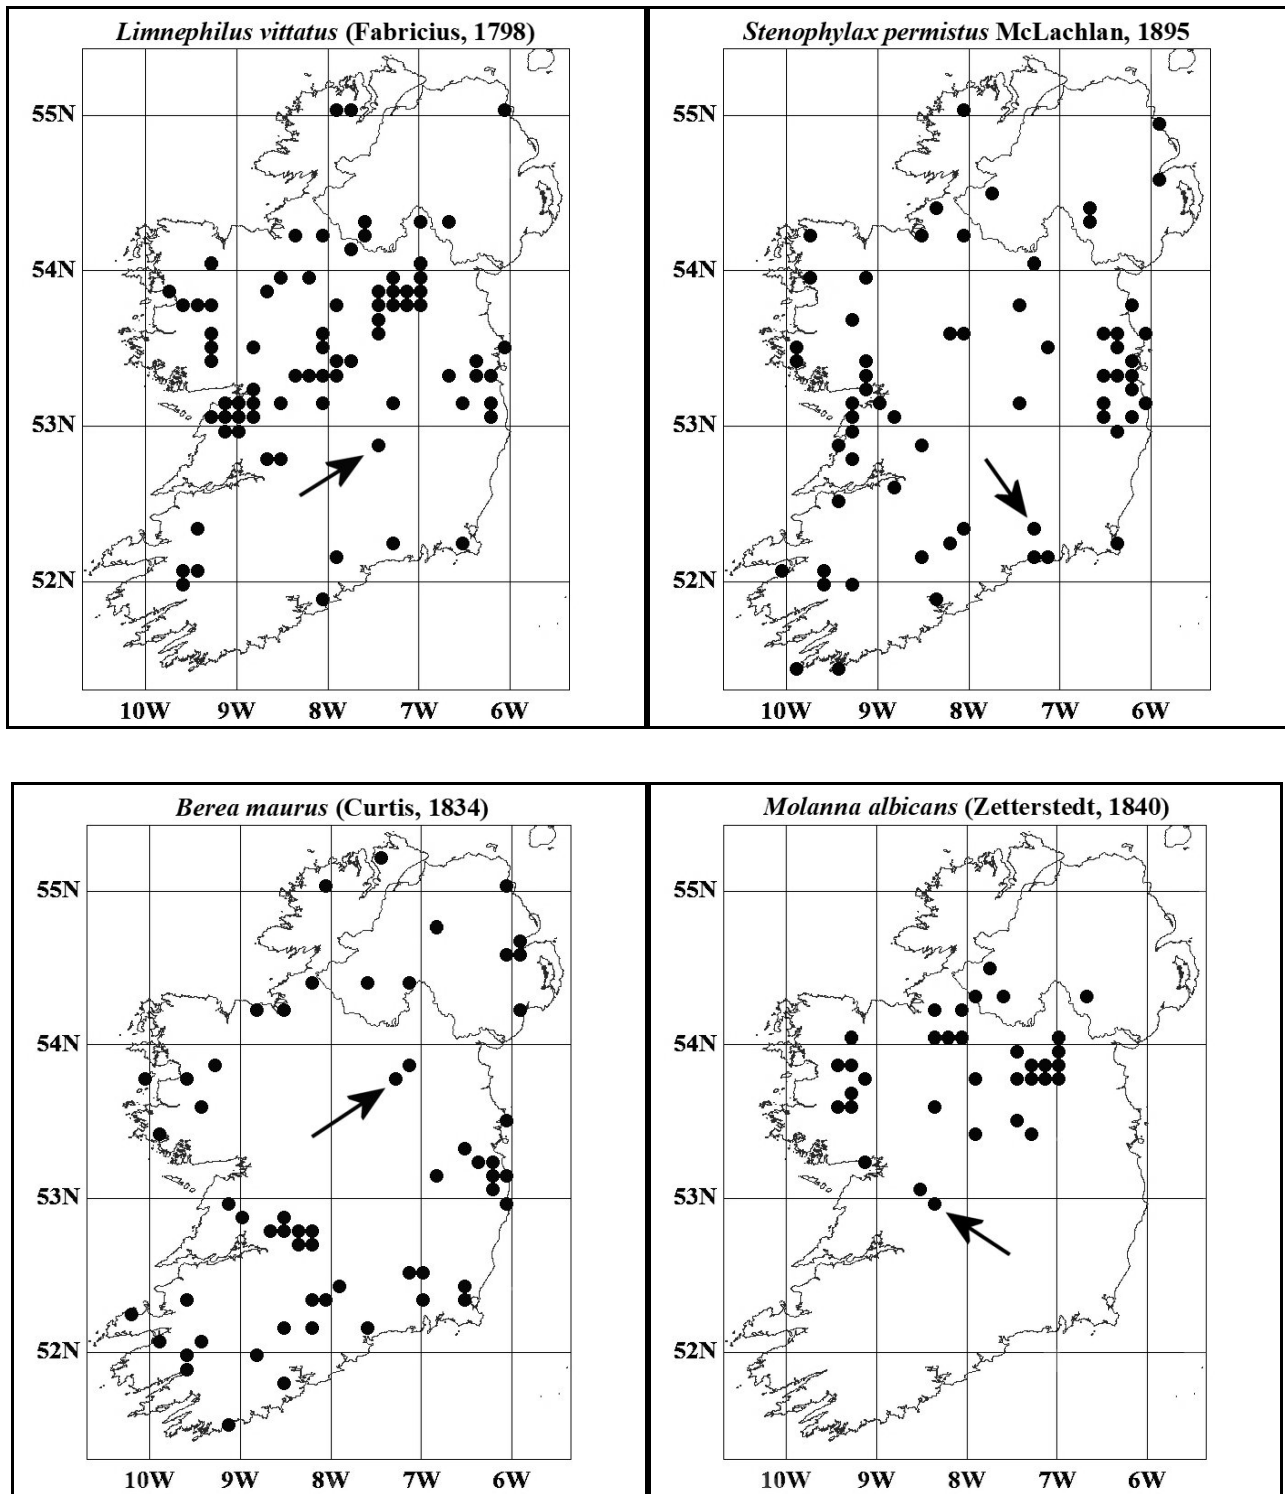 Limnephilus vittatus (Fabricius, 1798)
55N
54N
53N
52N
10W 9W 8W 7W 6W
Stenophylax permistus McLachlan, 1895
55N
54N
53N
52N
10W 9W 8W 7W 6W
Berea maurus (Curtis, 1834)
55N
54N
53N
52N
10W 9W 8W 7W 6W
Molanna albicans (Zetterstedt, 1840)
55N
54N
53N
52N
10W 9W 8W 7W 6W